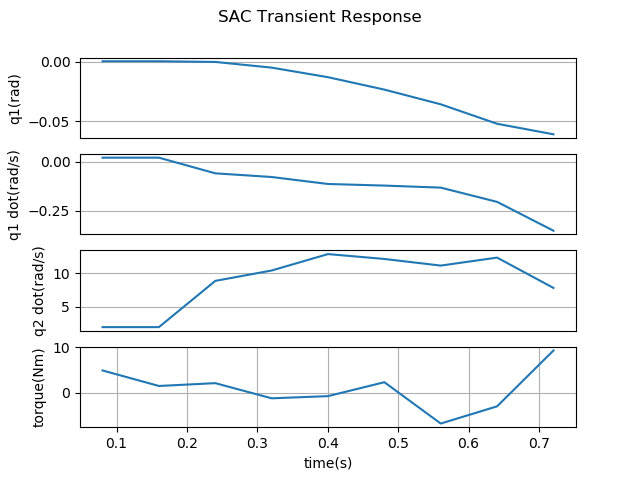 SAC Transient Response
0.00
−0.05
q1(rad)
0.00
−0.25
q1 dot(rad/s)
10
5
q2 dot(rad/s)
10
0
torque(Nm)
0.1 0.2 0.3 0.4 0.5 0.6 0.7
time(s)